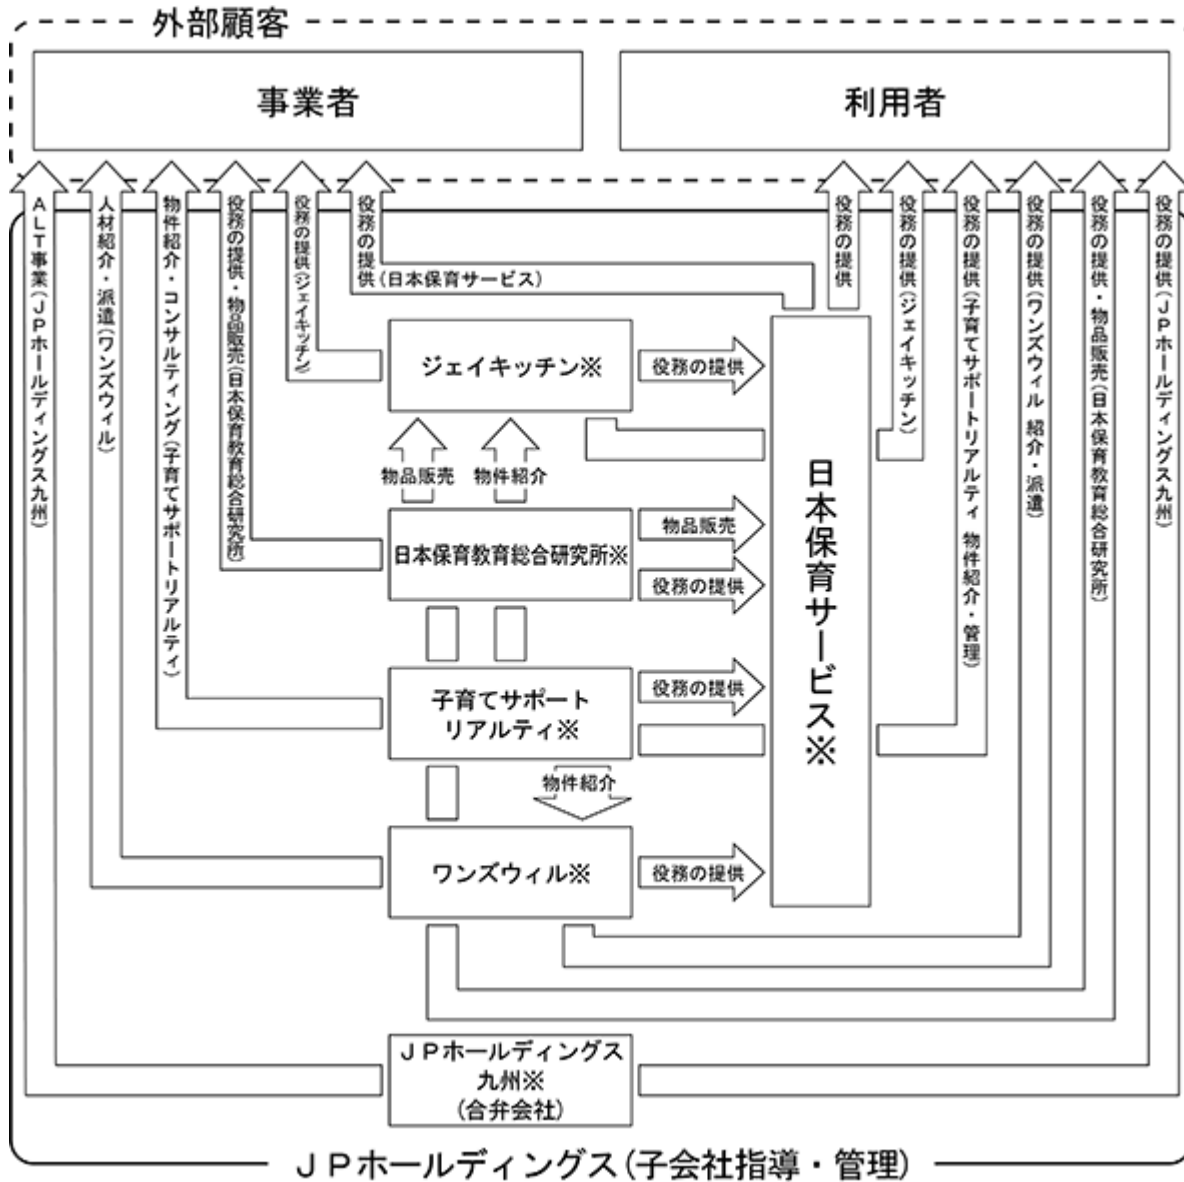 外部顧客
事業者
利用者
ALT事業(JPホールディングス九州)
人材紹介・派遣(ワンズウィル)
物件紹介・コンサルティング(子育てサポートリアルティ)
役務の提供・物品販売(日本保育教育総合研究所)
役務の提供(ジェイキッチン)
役務の提供(日本保育サービス)
役務の提供
役務の提供(ジェイキッチン)
役務の提供(子育てサポートリアルティ 物件紹介・管理)
役務の提供(ワンズウィル 紹介・派遣)
役務の提供・物品販売(日本保育教育総合研究所)
役務の提供(JPホールディングス九州)
ジェイキッチン※
役務の提供
物品販売
物件紹介
日本保育教育総合研究所※
物品販売
役務の提供
日本保育サービス※
子育てサポート
リアルティ※
役務の提供
物件紹介
ワンズウィル※
役務の提供
JPホールディングス
九州※
(合弁会社)
JPホールディングス(子会社指導・管理)